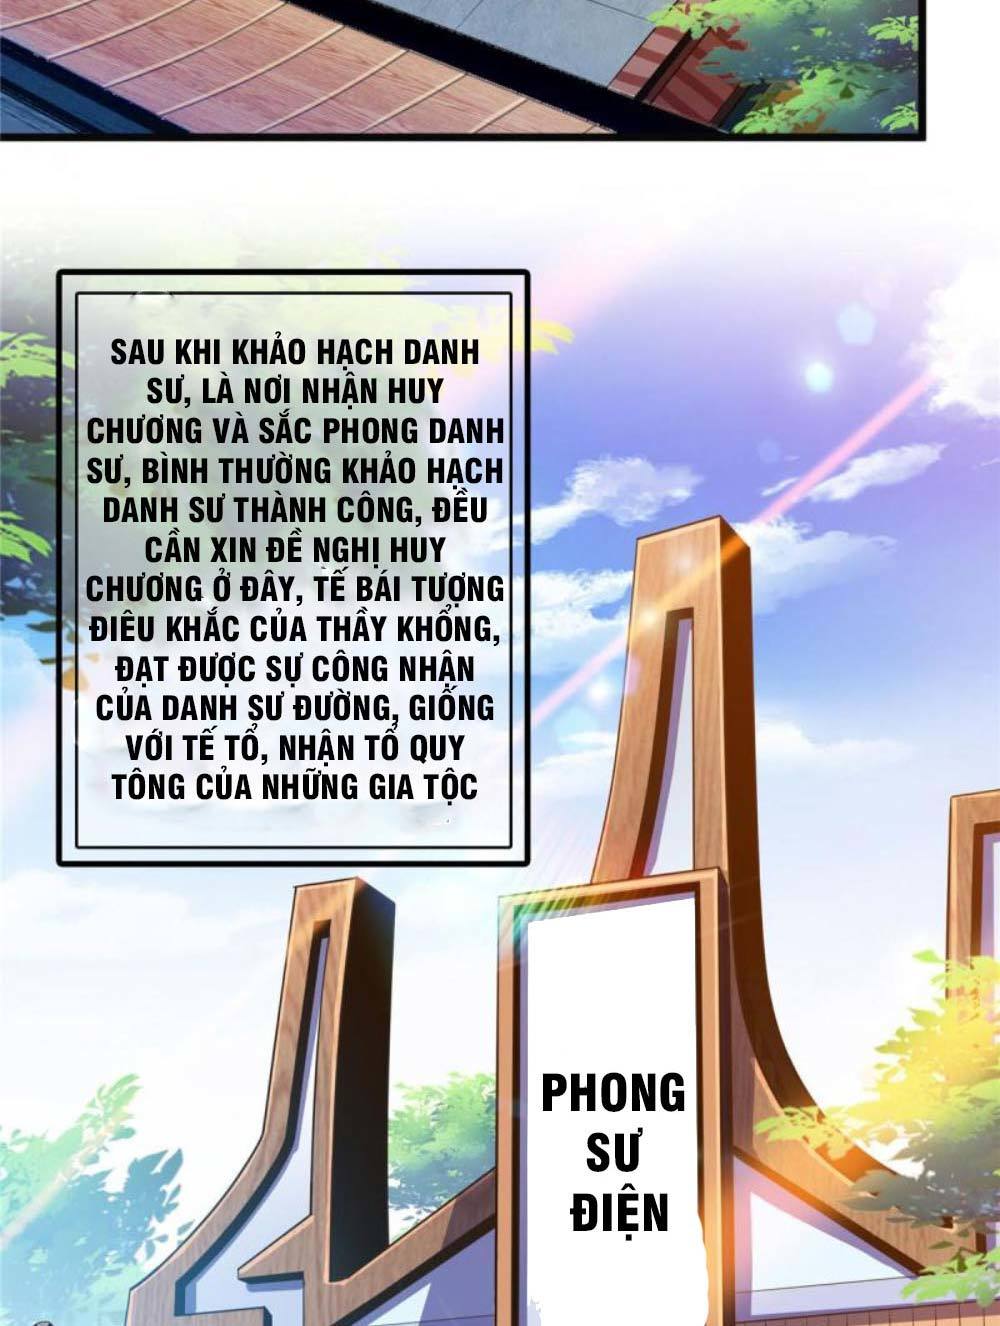 SAU KHI KHẢO HẠCH DANH
SƯ, LÀ NƠI NHẬN HUY
CHƯƠNG VÀ SẮC PHONG DANH
SƯ, BÌNH THƯỜNG KHẢO HẠCH
DANH SƯ THÀNH CÔNG, ĐỀU
CẦN XIN ĐỀ NGHỊ HUY
CHƯƠNG Ở ĐÂY, TẾ BÁI TƯỢNG
ĐIÊU KHẮC CỦA THẦY KHỔNG,
ĐẠT ĐƯỢC SỰ CÔNG NHẬN
CỦA DANH SƯ ĐƯỜNG, GIỐNG
VỚI TẾ TỔ, NHẬN TỔ QUY
TÔNG CỦA NHỮNG GIA TỘC
PHONG
SƯ
ĐIỆN